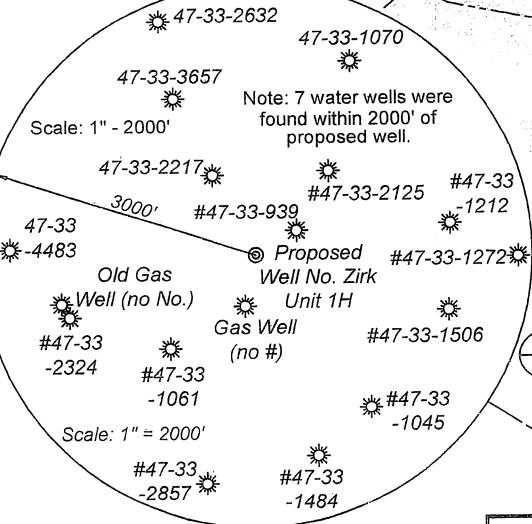 47-33-2632
47-33-1070
47-33-3657
Note: 7 water wells were
found within 2000' of
proposed well.
Scale: 1" - 2000'
47-33-2217
#47-33-2125
#47-33
-1212
3000'
#47-33-939
47-33
-4483
Proposed
Well No. Zirk
Unit 1H
#47-33-1272
Old Gas
Well (no No.)
Gas Well
(no #)
#47-33-1506
#47-33
-2324
#47-33
-1061
#47-33
-1045
Scale: 1" = 2000'
#47-33
-2857
#47-33
-1484